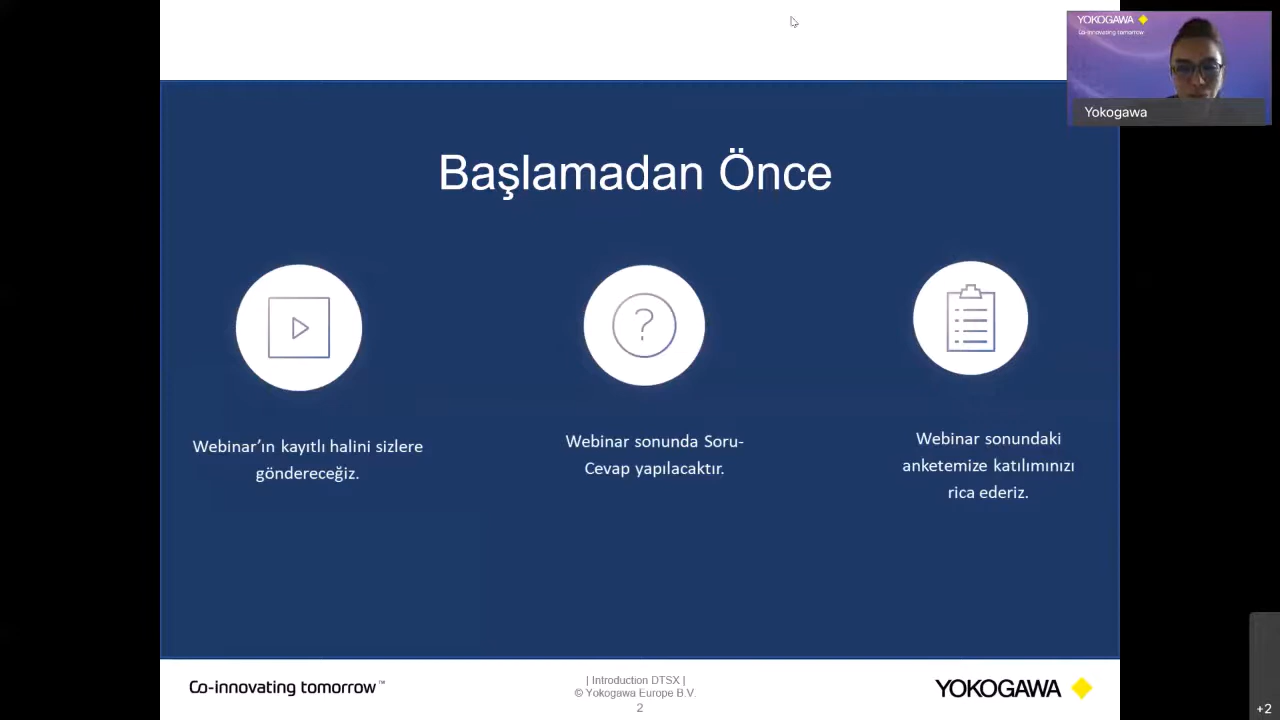 YOKOGAWA
Co-innovating tomorrow
Yokogawa
Başlamadan Önce
Webinar’ın kayıtlı halini sizlere
göndereceğiz.
Webinar sonunda Soru-
Cevap yapılacaktır.
Webinar sonundaki
anketemize katılımınızı
rica ederiz.
Co-innovating tomorrow™
| Introduction DTSX |
© Yokogawa Europe B.V.
2
YOKOGAWA
+2